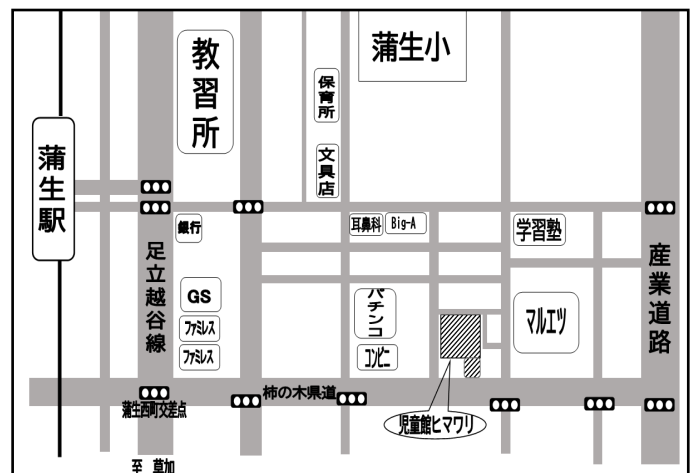 蒲生小
教習所
保育所
文具店
蒲生駅
銀行
耳鼻科
Big-A
学習塾
足立越谷線
産業道路
GS
ファミレス
ファミレス
パチンコ
コンビニ
マルエツ
柿の木県道
蒲生西町交差点
児童館ヒマワリ
至 草加